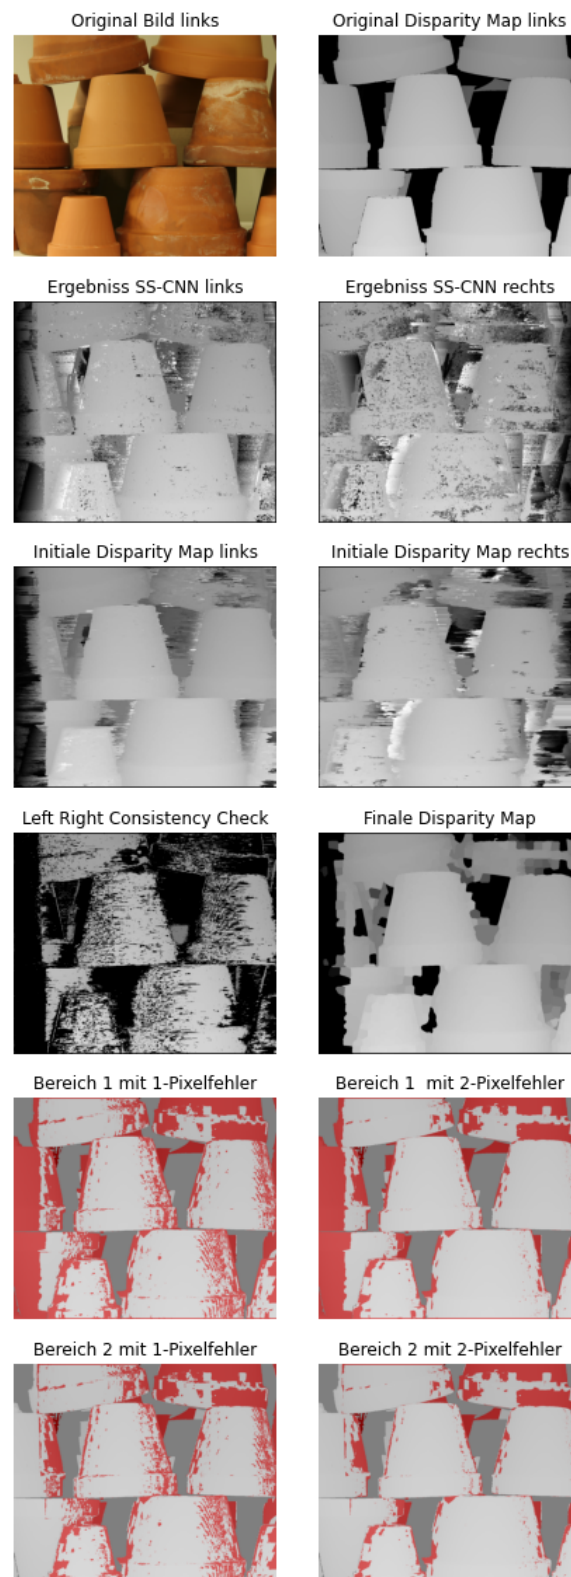 Original Bild links
Original Disparity Map links
Ergebniss SS-CNN links
Ergebniss SS-CNN rechts
Initiale Disparity Map links
Initiale Disparity Map rechts
Left Right Consistency Check
Finale Disparity Map
Bereich 1 mit 1-Pixelfehler
Bereich 1  mit 2-Pixelfehler
Bereich 2 mit 1-Pixelfehler
Bereich 2 mit 2-Pixelfehler